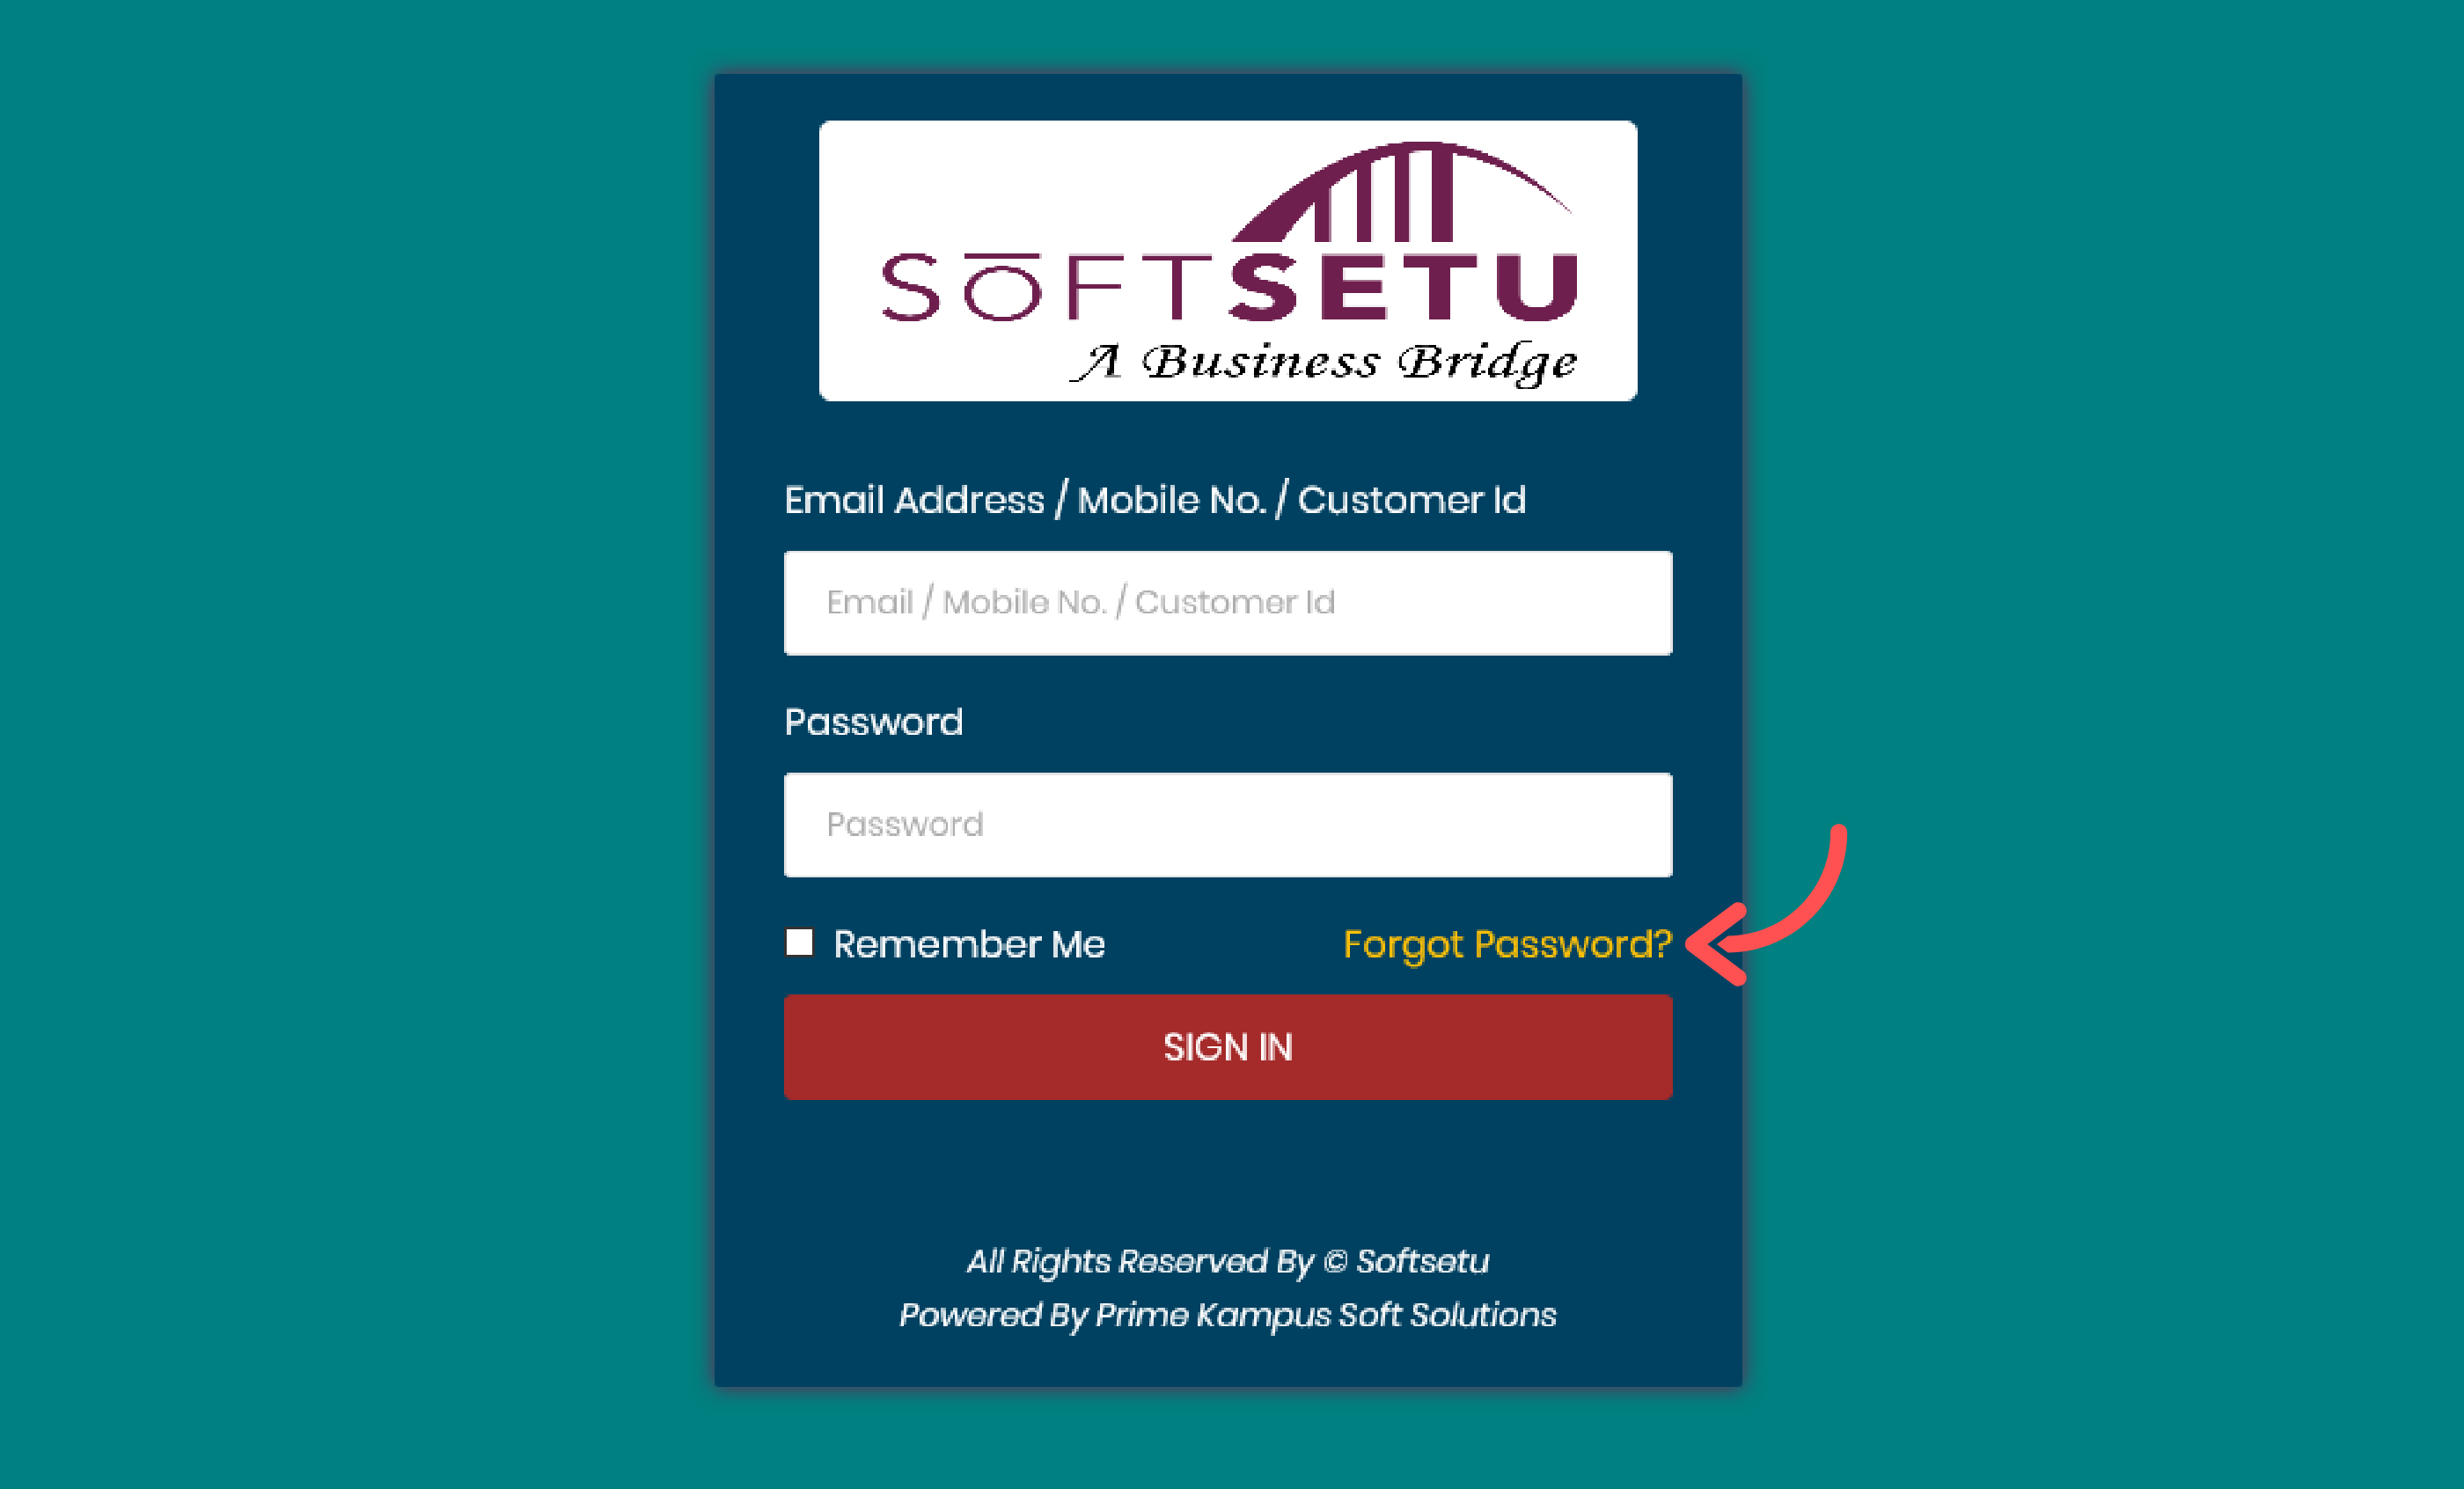 SōFTSETU
A Business Bridge
Email Address / Mobile No. / Customer Id
Email / Mobile No. / Customer Id
Password
Password
Remember Me Forgot Password?
SIGN IN
All Rights Reserved By © Softsetu
Powered By Prime Kampus Soft Solutions